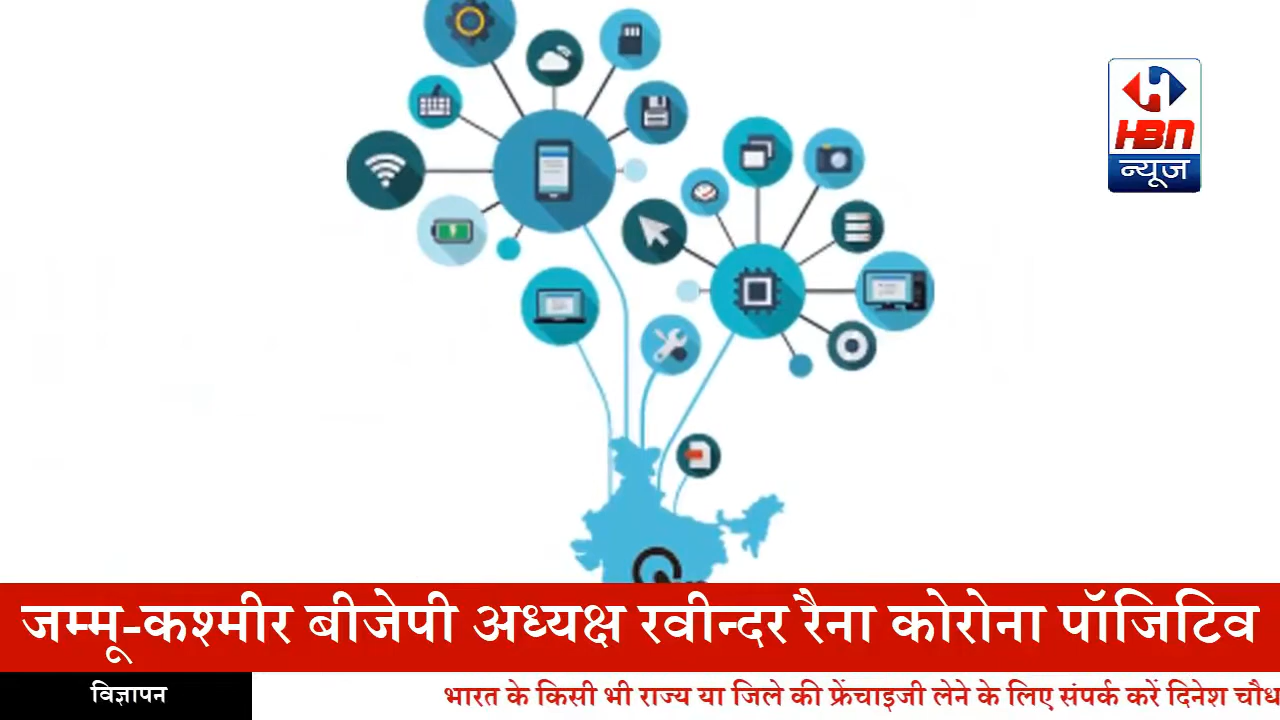 HBN
न्यूज
जम्मू-कश्मीर बीजेपी अध्यक्ष रवीन्दर रैना कोरोना पॉजिटिव
विज्ञापन
भारत के किसी भी राज्य या जिले की फ्रेंचाइजी लेने के लिए संपर्क करें दिनेश